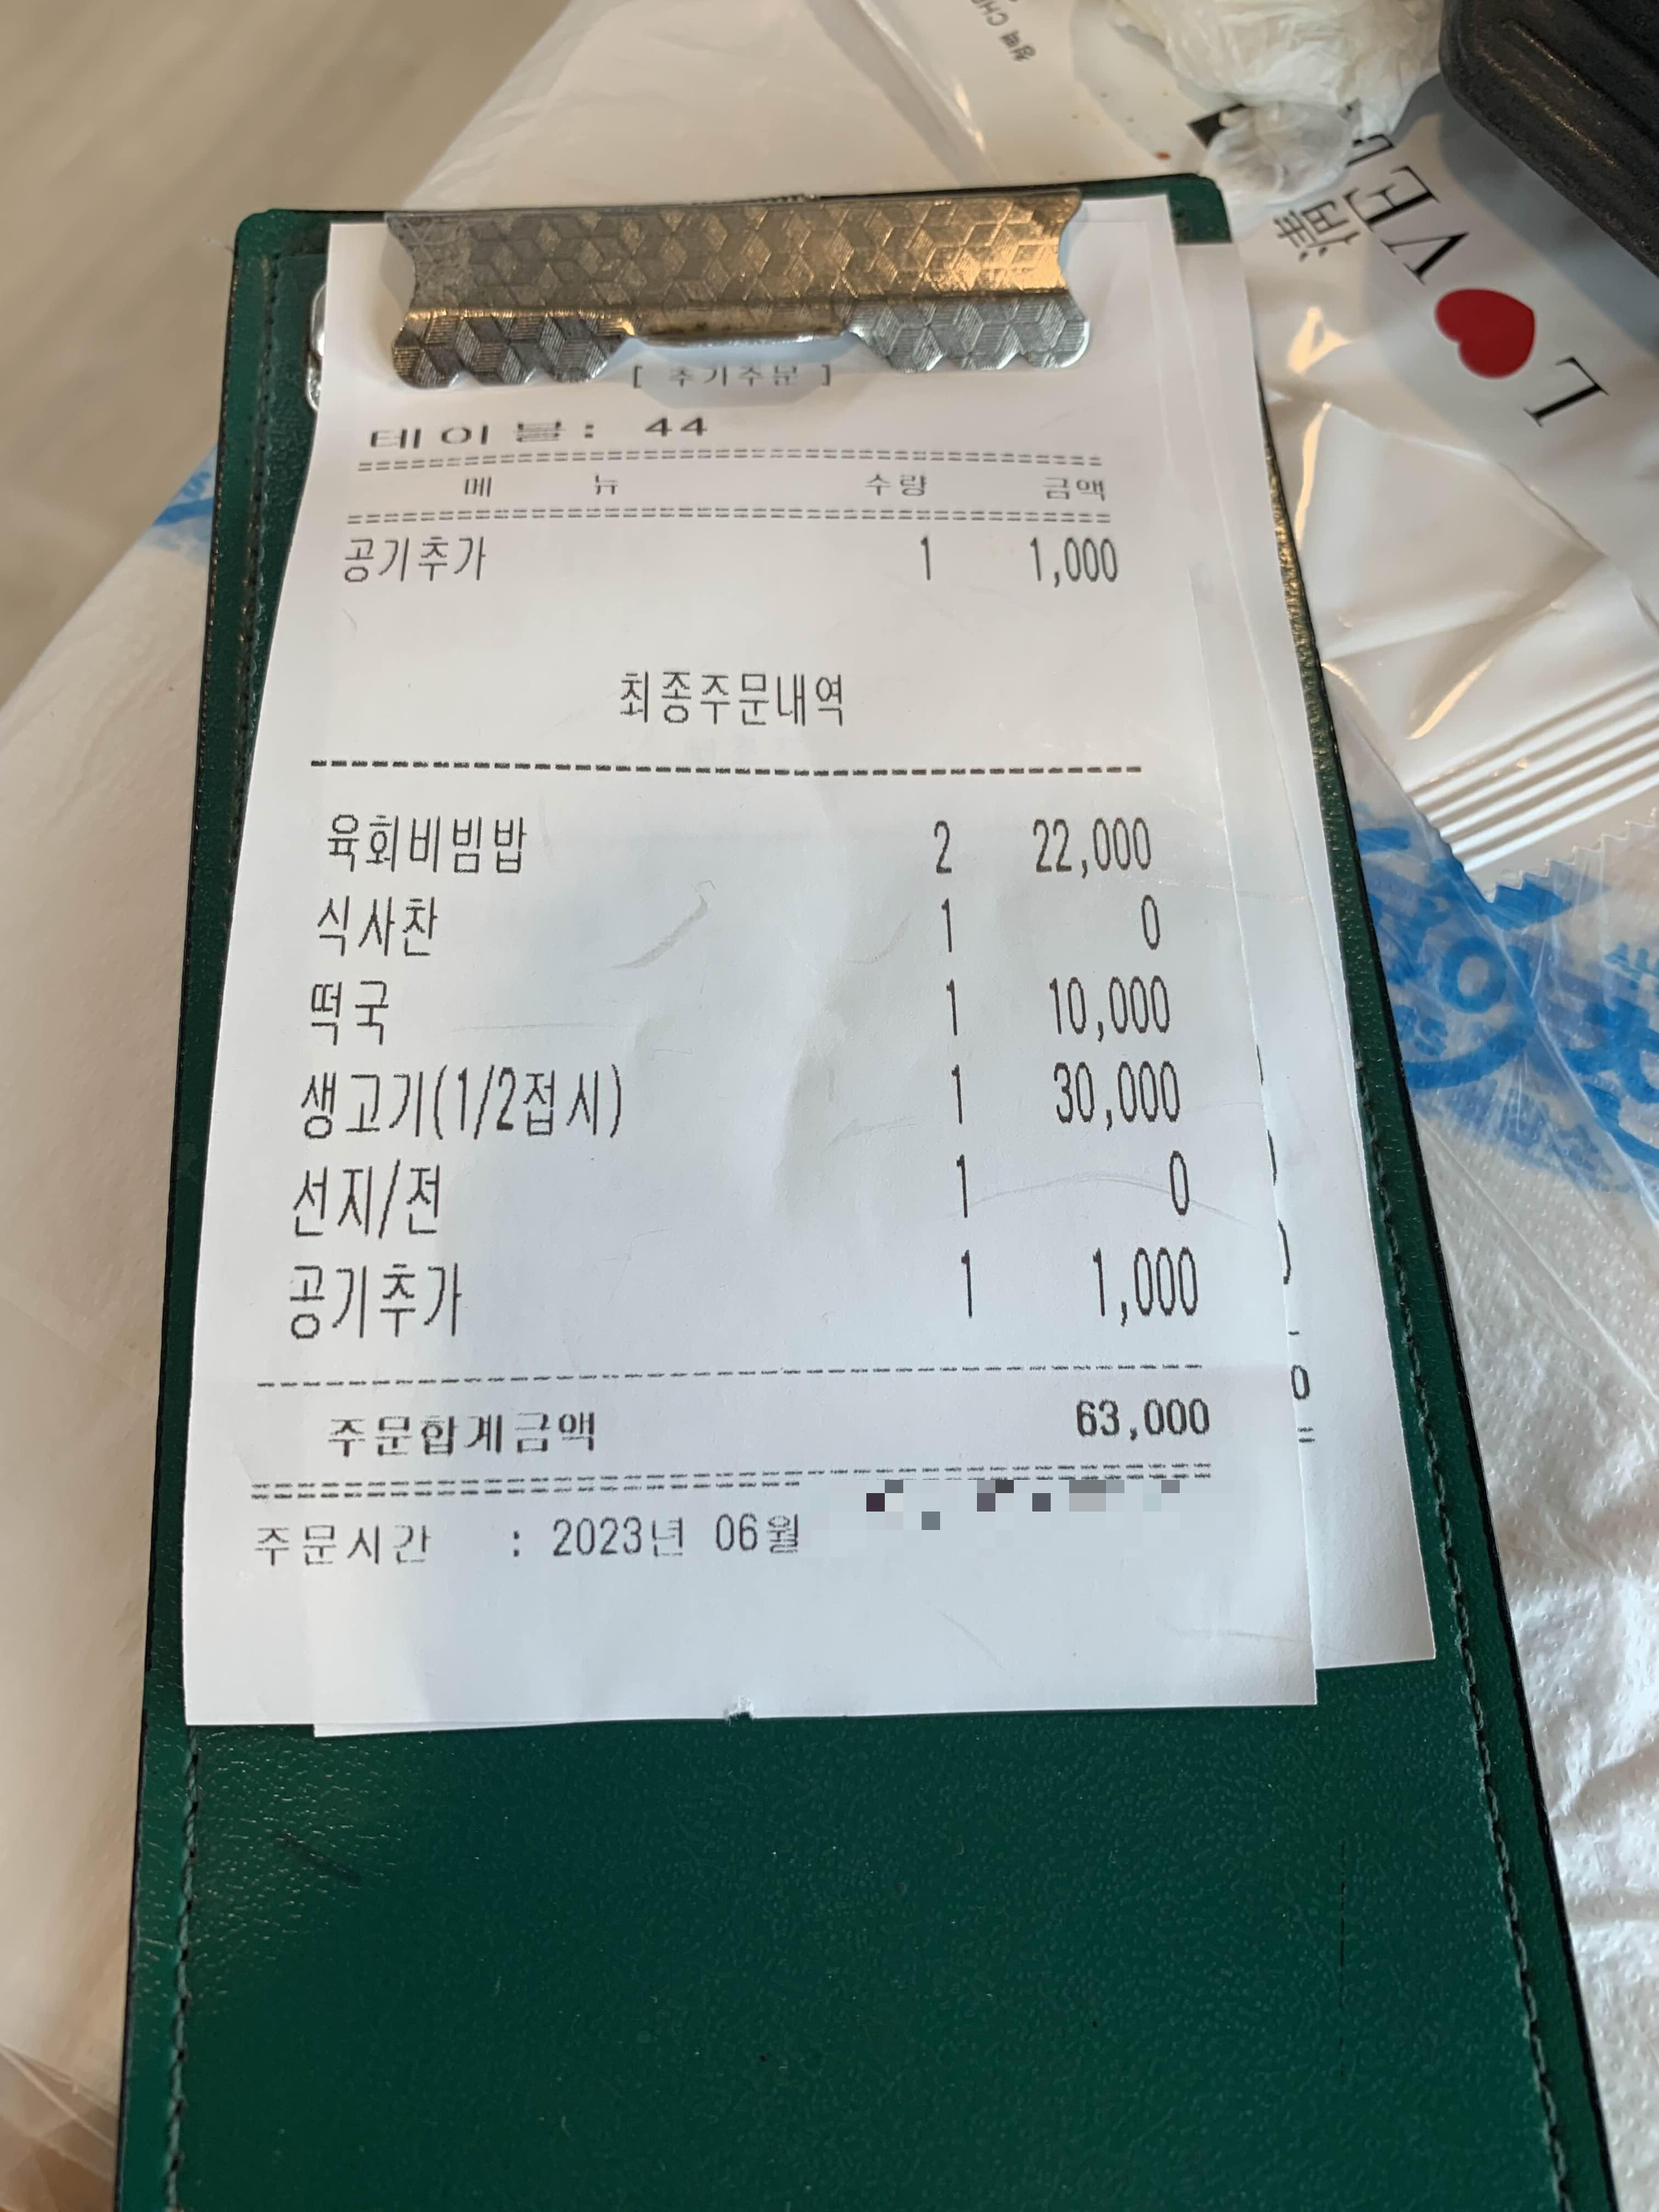 [ 추가주문 ]
테이블: 44
메 뉴 수량 금액
공기추가 1 1,000
최종주문내역
육회비빔밥 2 22,000
식사찬 1 0
떡국 1 10,000
생고기(1/2접시) 1 30,000
선지/전 1 0
공기추가 1 1,000
주문합계금액 63,000
주문시간 : 2023년 06월